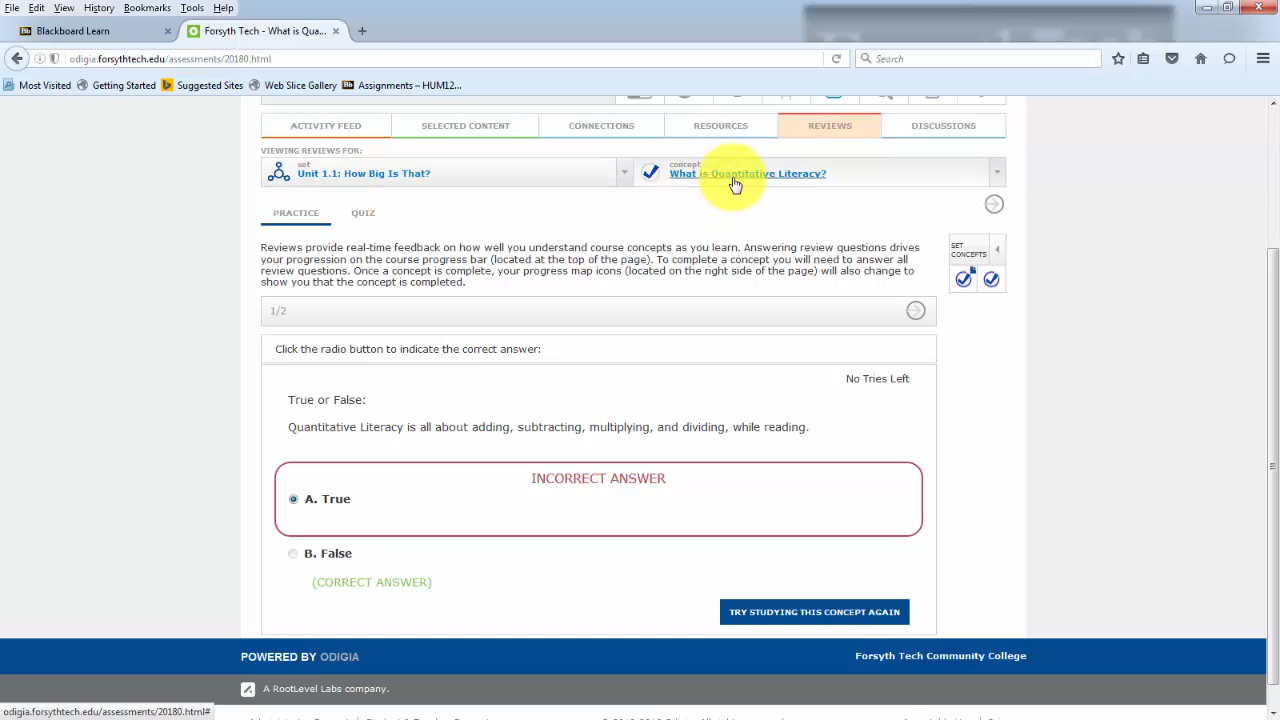 File Edit View History Bookmarks Tools Help
Blackboard Learn × Forsyth Tech - What is Qua... × +
odigia.forsythtech.edu/assessments/20180.html Search
Most Visited Getting Started Suggested Sites Web Slice Gallery Assignments – HUM12...
ACTIVITY FEED SELECTED CONTENT CONNECTIONS RESOURCES REVIEWS DISCUSSIONS
VIEWING REVIEWS FOR:
set concept
Unit 1.1: How Big Is That? What is Quantitative Literacy?
PRACTICE QUIZ
Reviews provide real-time feedback on how well you understand course concepts as you learn. Answering review questions drives
your progression on the course progress bar (located at the top of the page). To complete a concept you will need to answer all
review questions. Once a concept is complete, your progress map icons (located on the right side of the page) will also change to
show you that the concept is completed.
SET
CONCEPTS
1/2
Click the radio button to indicate the correct answer:
No Tries Left
True or False:
Quantitative Literacy is all about adding, subtracting, multiplying, and dividing, while reading.
INCORRECT ANSWER
A. True
B. False
(CORRECT ANSWER)
TRY STUDYING THIS CONCEPT AGAIN
POWERED BY ODIGIA Forsyth Tech Community College
A RootLevel Labs company.
odigia.forsythtech.edu/assessments/20180.html#